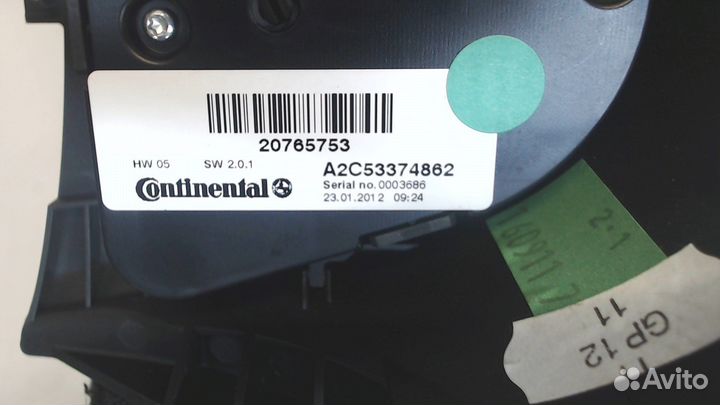 20765753
HW 05 SW 2.0.1
A2C53374862
Continental
Serial no. 0003686
23.01.2012 09:24
2.1
GP 12
11
Avito